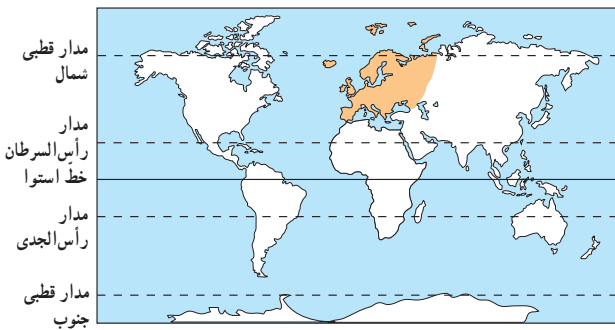 مدار قطبی
شمال
مدار
رأس‌السرطان
خطّ استوا
مدار
رأس‌الجدی
مدار قطبی
جنوب